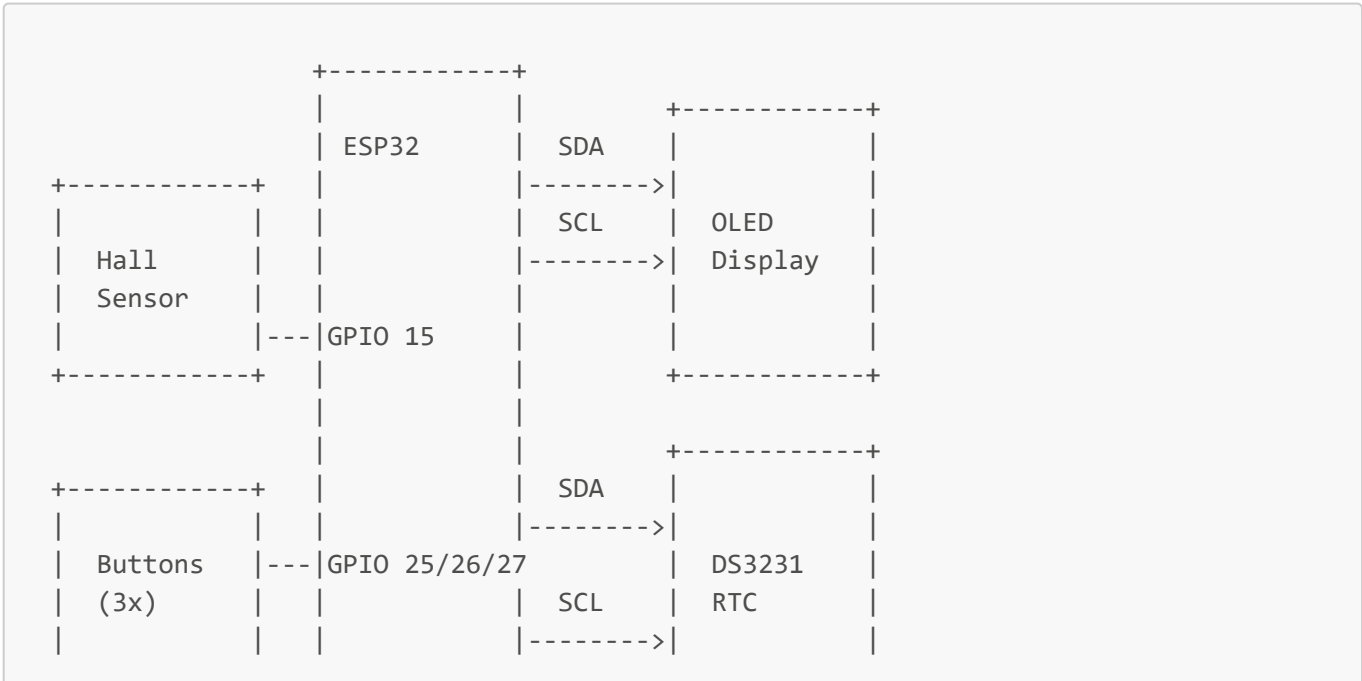 ESP32 SDA
SCL OLED
Hall Display
Sensor
GPIO 15
SDA
Buttons GPIO 25/26/27 DS3231
(3x) SCL RTC